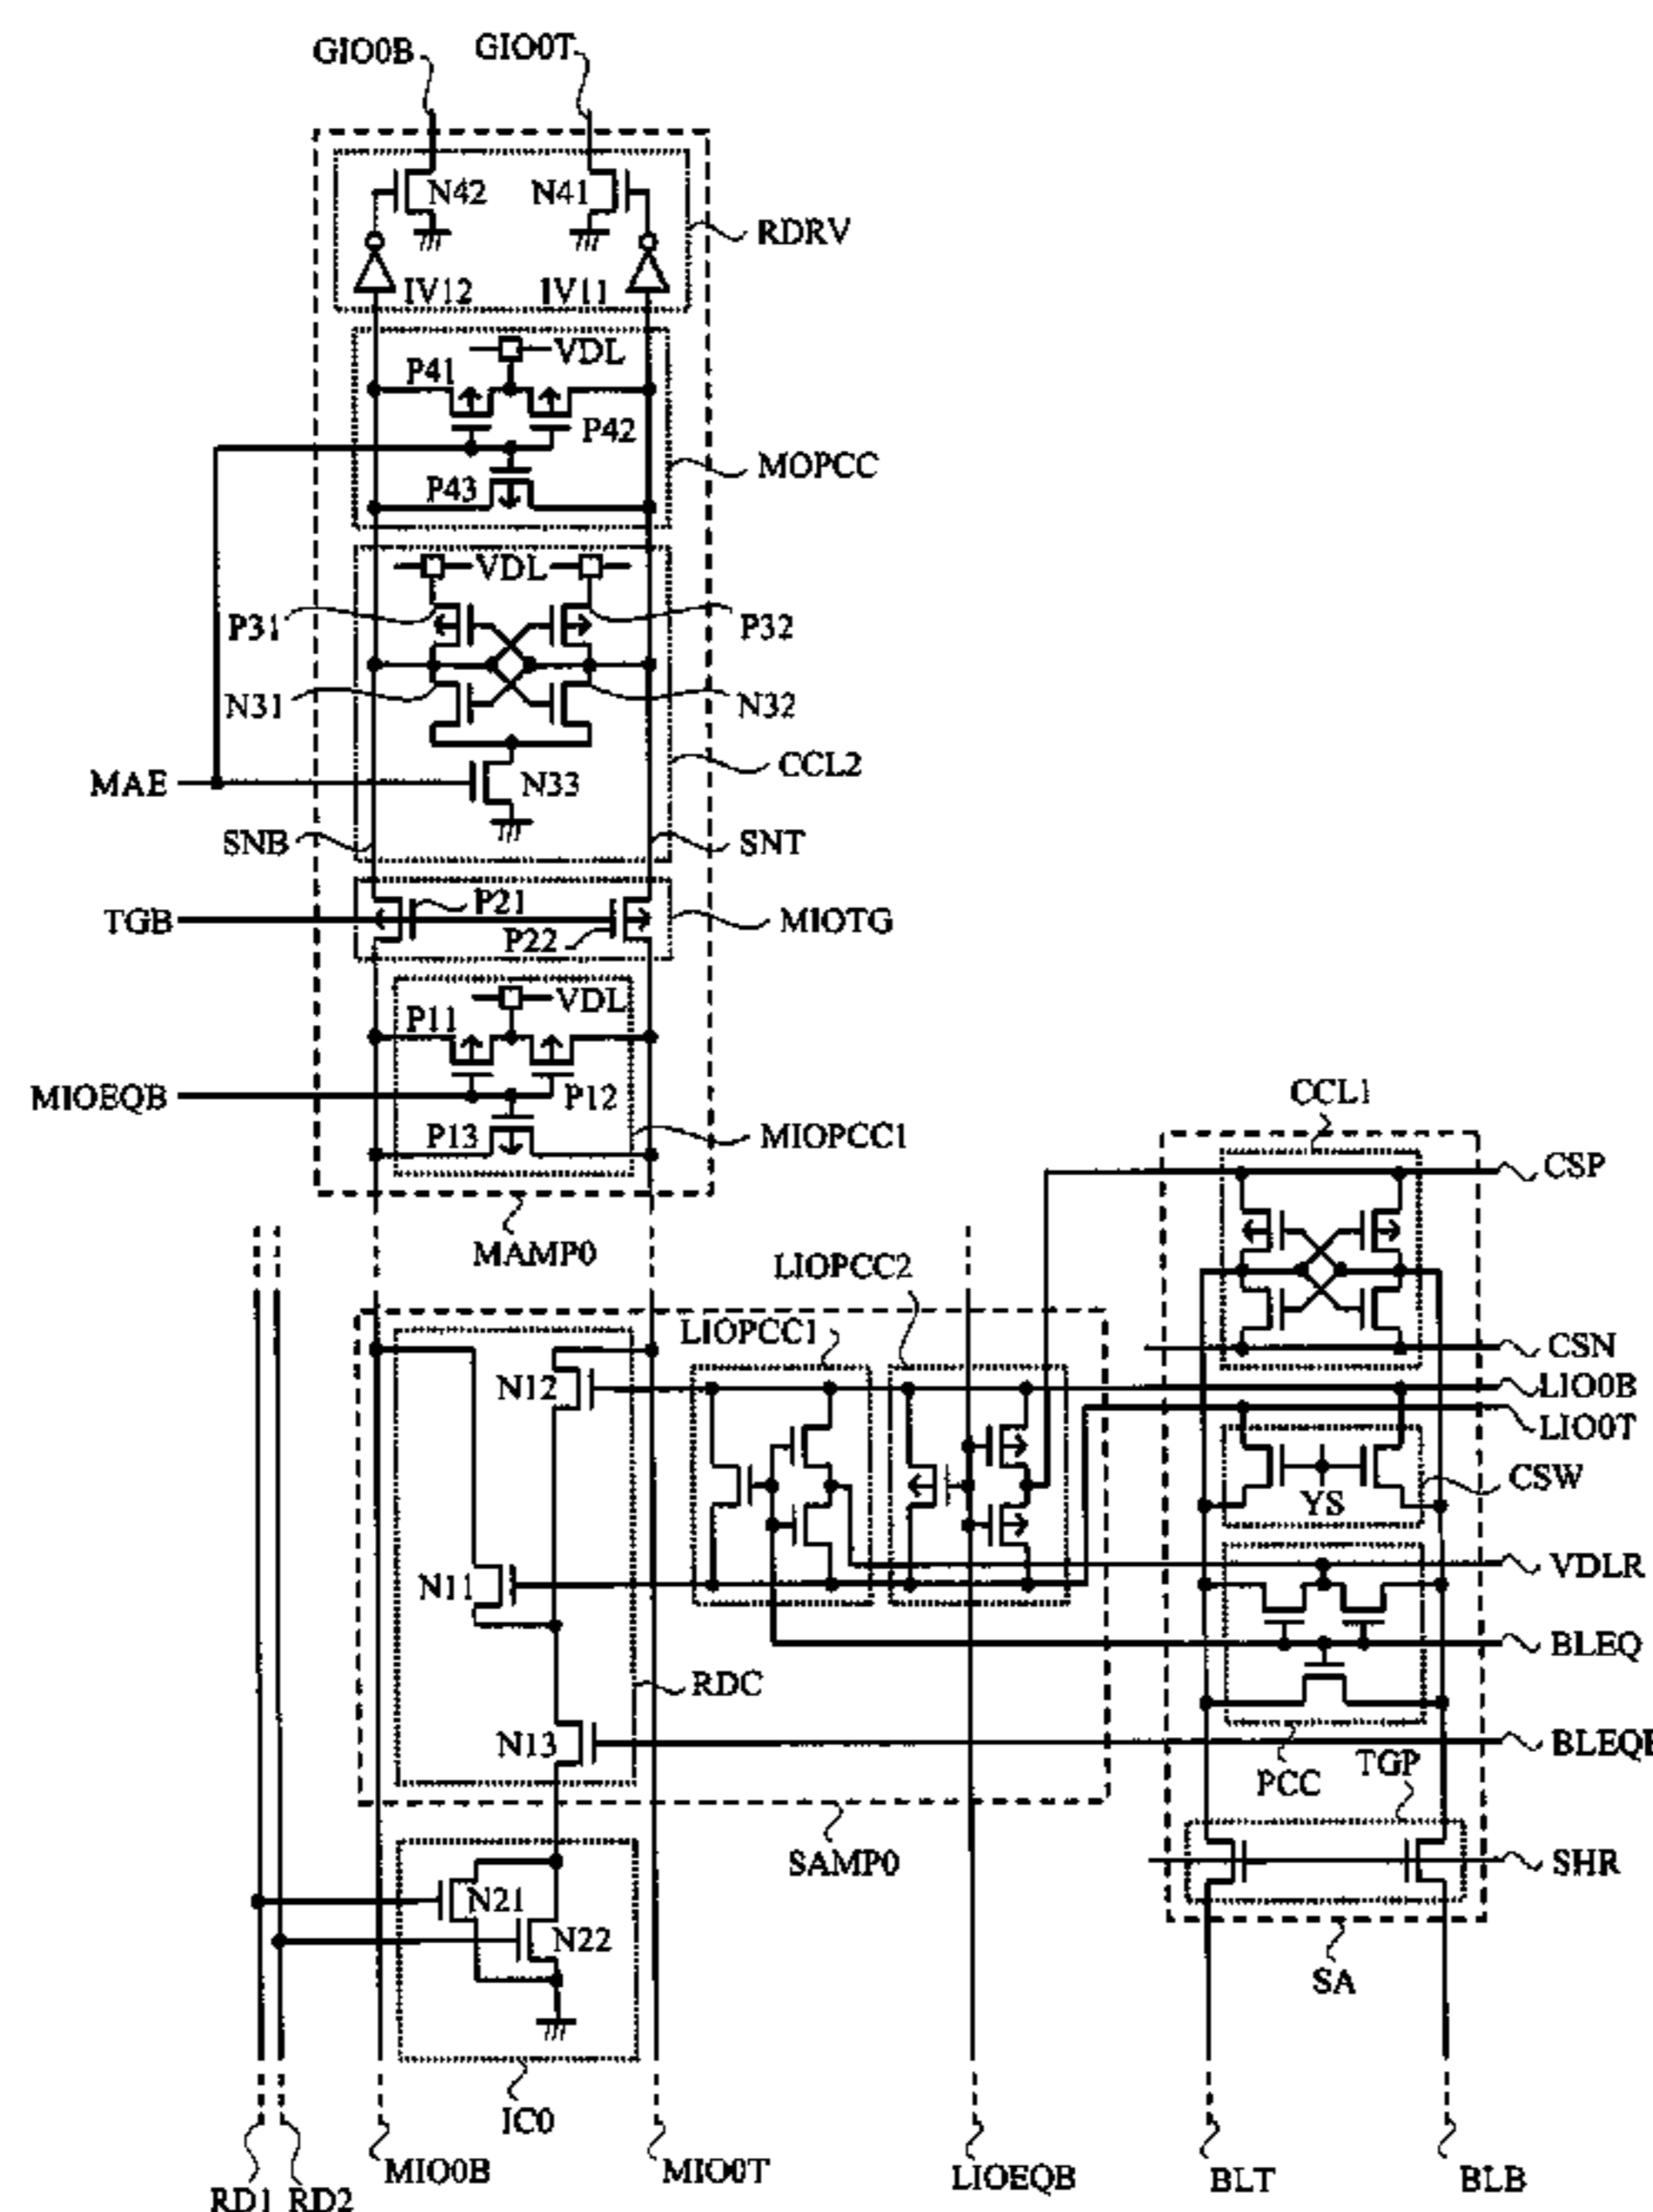 GIO0B GIO0T
N42 N41
RDRV
IV12 IV11
VDL
P41
P42
MOPCC
P43
VDL
P31 P32
N31 N32
CCL2
MAE N33
SNB SNT
P21
TGB MIOTG
P22
VDL
P11
MIOEQB P12
P13 MIOPCC1
CCL1
CSP
MAMP0
LIOPCC2
LIOPCC1
CSN
N12 LIO0B
LIO0T
CSW
YS
N11 VDLR
BLEQ
RDC
N13
TGP
PCC
SAMP0 SHR
N21
N22
SA
IC0
MIO0B MIO0T LIOEQB BLT BLB
RD1 RD2